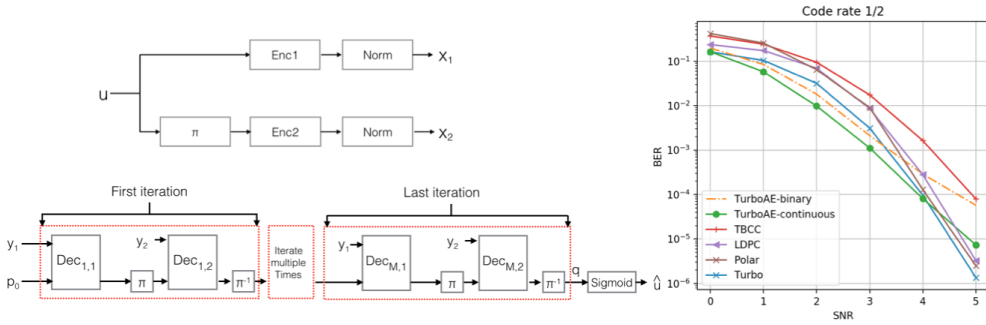 u
Enc1
Norm
X1
π
Enc2
Norm
X2
First iteration
Last iteration
y1
p0
Dec1,1
π
y2
Dec1,2
π-1
Iterate
multiple
Times
y1
DecM,1
π
y2
DecM,2
π-1
q
Sigmoid
û
Code rate 1/2
BER
10⁻¹
10⁻²
10⁻³
10⁻⁴
10⁻⁵
10⁻⁶
TurboAE-binary
TurboAE-continuous
TBCC
LDPC
Polar
Turbo
0 1 2 3 4 5
SNR